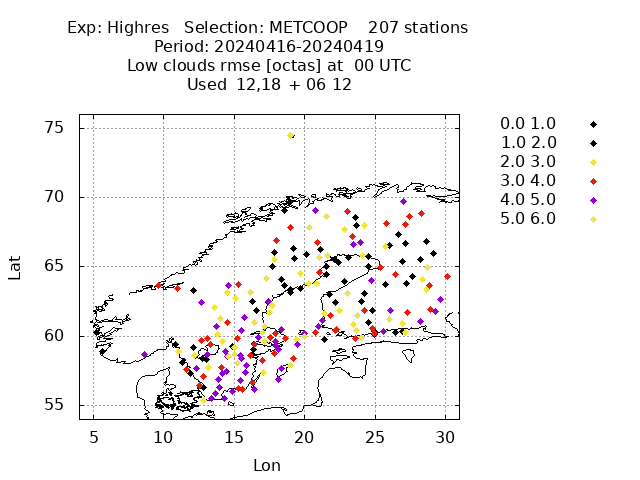 Exp: Highres   Selection: METCOOP    207 stations
Period: 20240416-20240419
Low clouds rmse [octas] at  00 UTC
Used  12,18 + 06 12
0.0 1.0
1.0 2.0
2.0 3.0
3.0 4.0
4.0 5.0
5.0 6.0
75
70
65
60
55
Lat
5 10 15 20 25 30
Lon